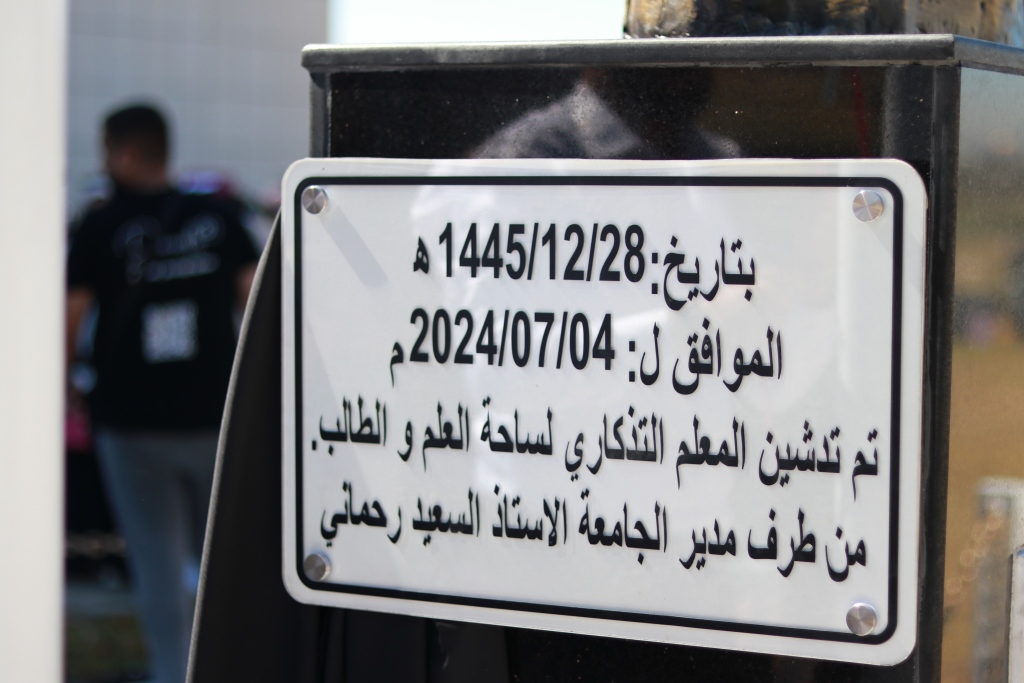 بتاريخ: 1445/12/28 ه
الموافق ل: 2024/07/04 م
تم تدشين المعلم التذكاري لساحة العلم و الطالب.
من طرف مدير الجامعة الاستاذ السعيد رحماني